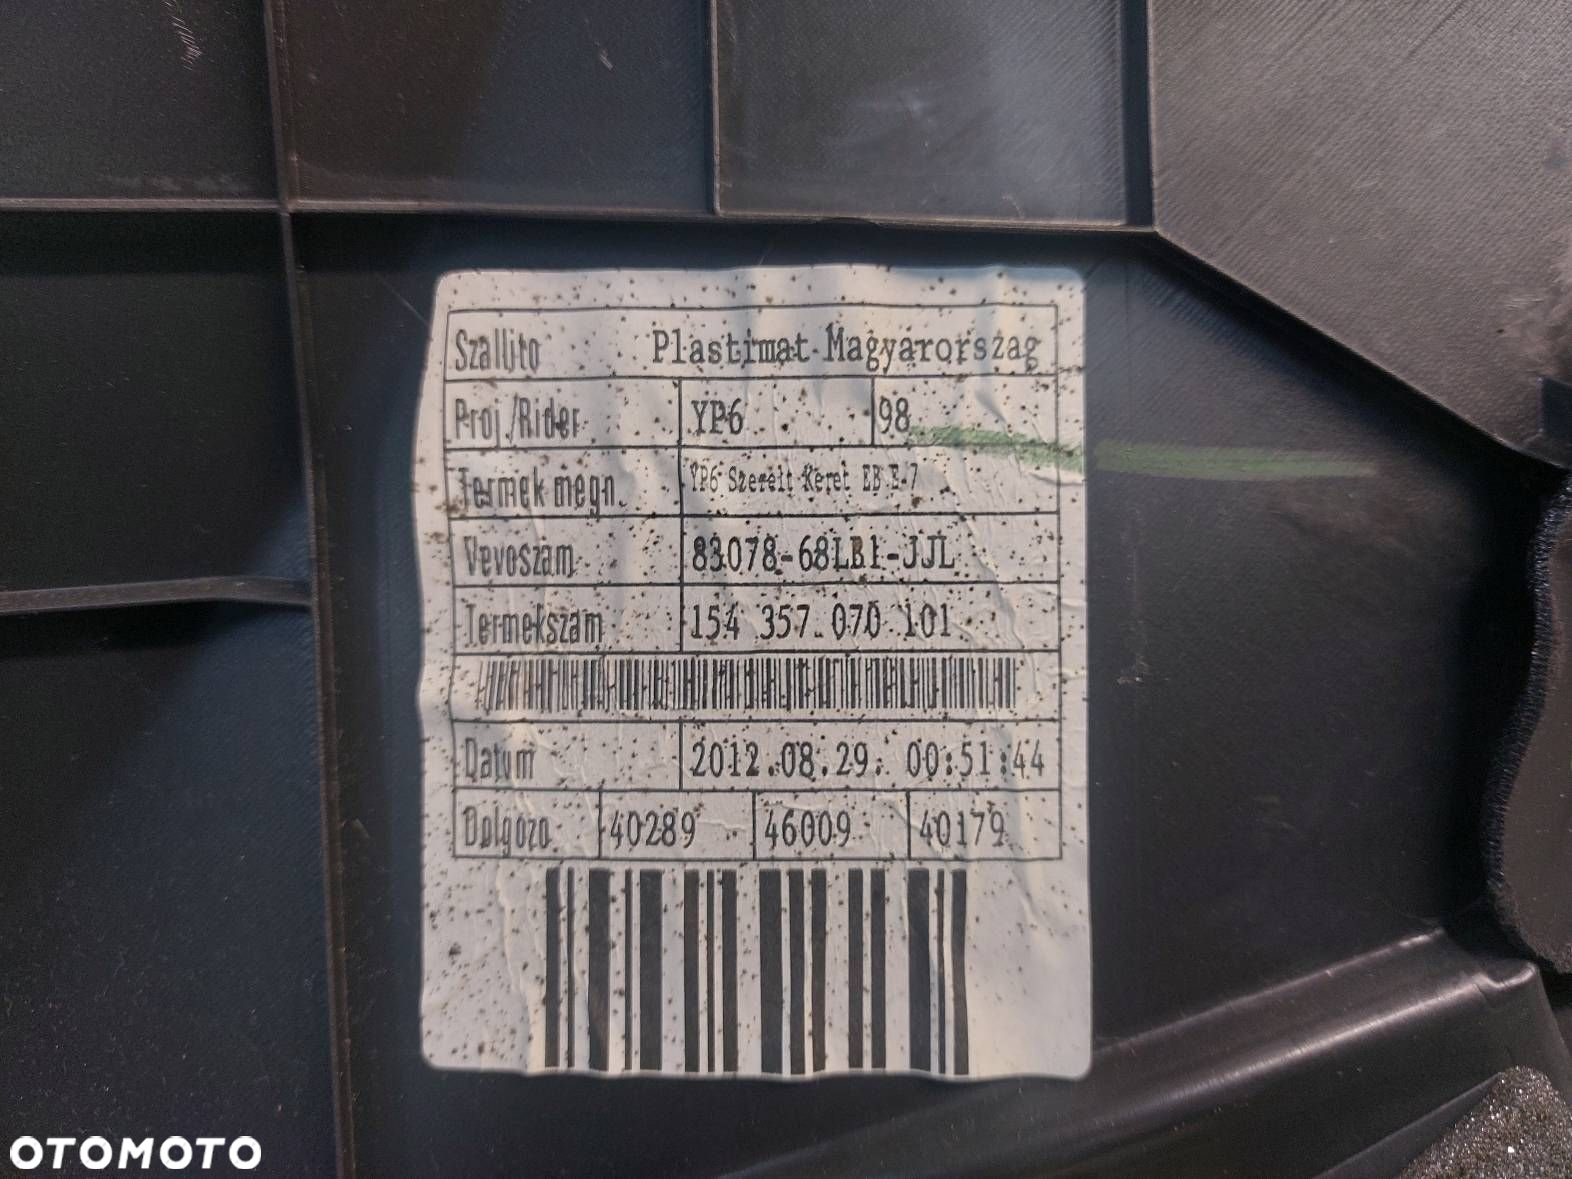 Szallito Plastimat Magyarorszag
Proj./Rider YP6 98
Termek megn. YP6 Szerelt Keret EB E-7
Vevoszam 83078-68LB1-JJL
Termekszam 154 357 070 101
Datum 2012.08.29. 00:51:44
Dolgozo 40289 46009 40179
OTOMOTO